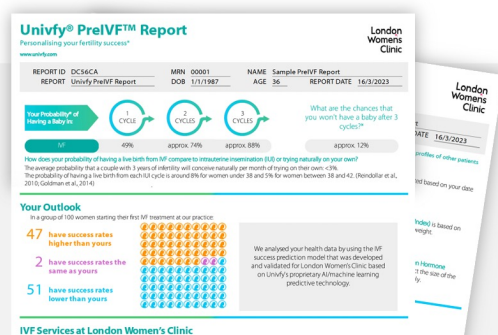 Univfy® PreIVF™ Report
Personalising your fertility success®
www.univfy.com
London
Women's
Clinic
REPORT ID DC56CA MRN 00001 NAME Sample PreIVF Report
REPORT Univfy PreIVF Report DOB 1/1/1987 AGE 36 REPORT DATE 16/3/2023
Your Probability* of
Having a Baby in:
1
CYCLES
2
CYCLES
3
CYCLES
What are the chances that
you won't have a baby after 3
cycles?*
IVF 49% approx. 74% approx. 88% approx. 12%
How does your probability of having a live birth from IVF compare to intrauterine insemination (IUI) or trying naturally on your own?
The average probability that a couple with 3 years of infertility will conceive naturally per month of trying on their own: <3%.
The probability of having a live birth from each IUI cycle is around 8% for women under 38 and 5% for women between 38 and 42. (Reindollar et al.,
2010; Goldman et al., 2014)
Your Outlook
In a group of 100 women starting their first IVF treatment at our practice:
47 have success rates
higher than yours
2 have success rates the
same as yours
51 have success rates
lower than yours
We analysed your health data by using the IVF
success prediction model that was developed
and validated for London Women's Clinic based
on Univfy's proprietary AI/machine learning
predictive technology.
IVF Services at London Women's Clinic
London
Women's
Clinic
DATE 16/3/2023
profiles of other patients
based on your date
Index) is based on
weight
n Hormone
ct the size of the